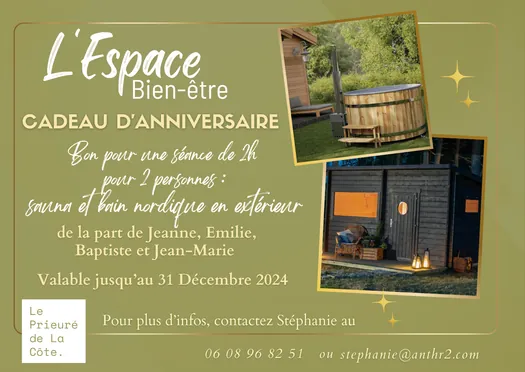 L'Espace
Bien-être
CADEAU D'ANNIVERSAIRE
Bon pour une séance de 2h
pour 2 personnes :
sauna et bain nordique en extérieur
de la part de Jeanne, Emilie,
Baptiste et Jean-Marie
Valable jusqu'au 31 Décembre 2024
Le
Prieuré
de La
Côte.
Pour plus d'infos, contactez Stéphanie au
06 08 96 82 51 ou stephanie@anthr2.com